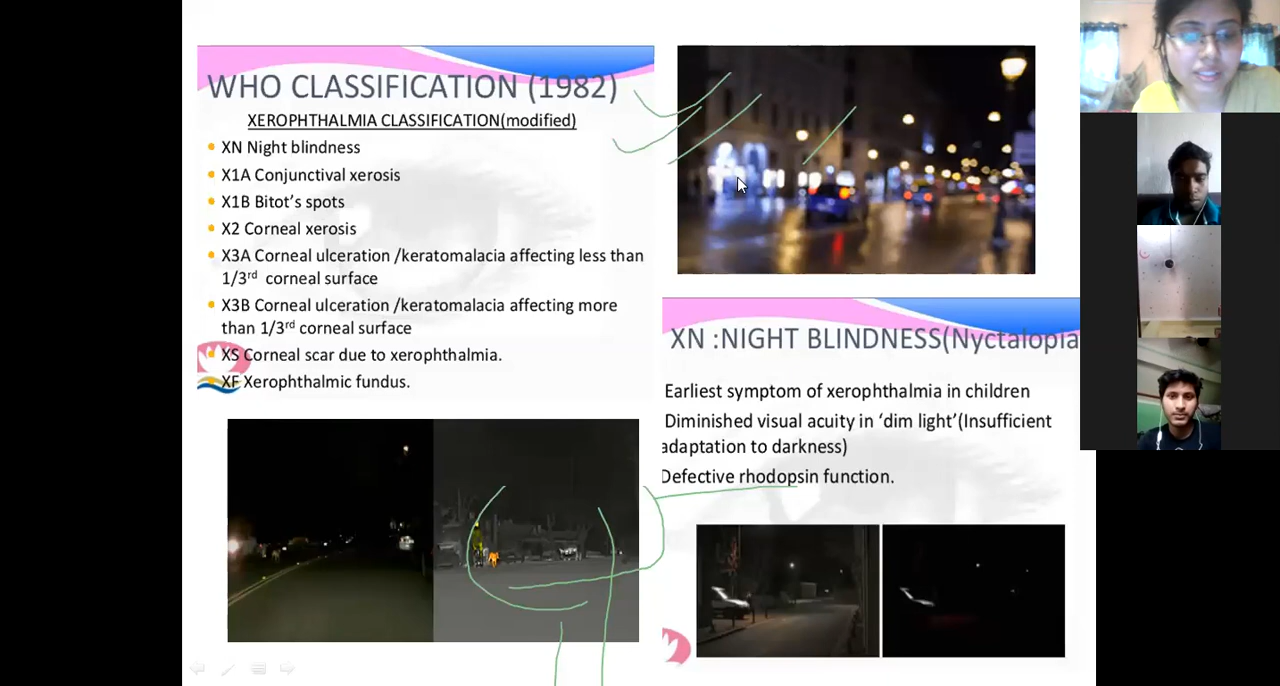 WHO CLASSIFICATION (1982)
XEROPHTHALMIA CLASSIFICATION(modified)
XN Night blindness
X1A Conjunctival xerosis
X1B Bitot's spots
X2 Corneal xerosis
X3A Corneal ulceration /keratomalacia affecting less than
1/3rd corneal surface
X3B Corneal ulceration /keratomalacia affecting more
than 1/3rd corneal surface
XS Corneal scar due to xerophthalmia.
XF Xerophthalmic fundus.
XN :NIGHT BLINDNESS(Nyctalopia
Earliest symptom of xerophthalmia in children
Diminished visual acuity in 'dim light'(Insufficient
adaptation to darkness)
Defective rhodopsin function.